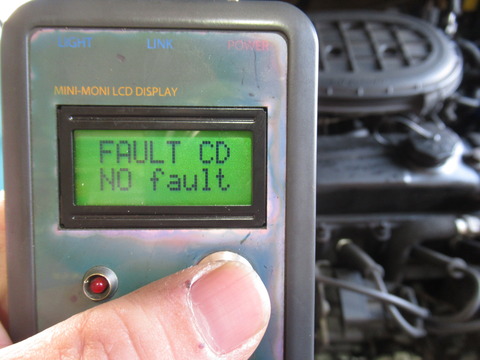 LIGHT LINK POWER
MINI-MONI LCD DISPLAY
FAULT CD
NO fault